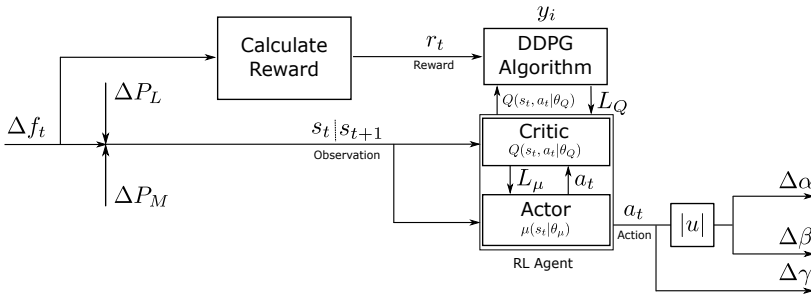 y_i
Calculate
Reward
r_t
Reward
DDPG
Algorithm
ΔP_L
Q(s_t, a_t|θ_Q)
L_Q
Δf_t
s_t|s_{t+1}
Observation
Critic
Q(s_t, a_t|θ_Q)
L_μ
a_t
ΔP_M
Actor
μ(s_t|θ_μ)
a_t
Action
|u|
Δα
Δβ
Δγ
RL Agent